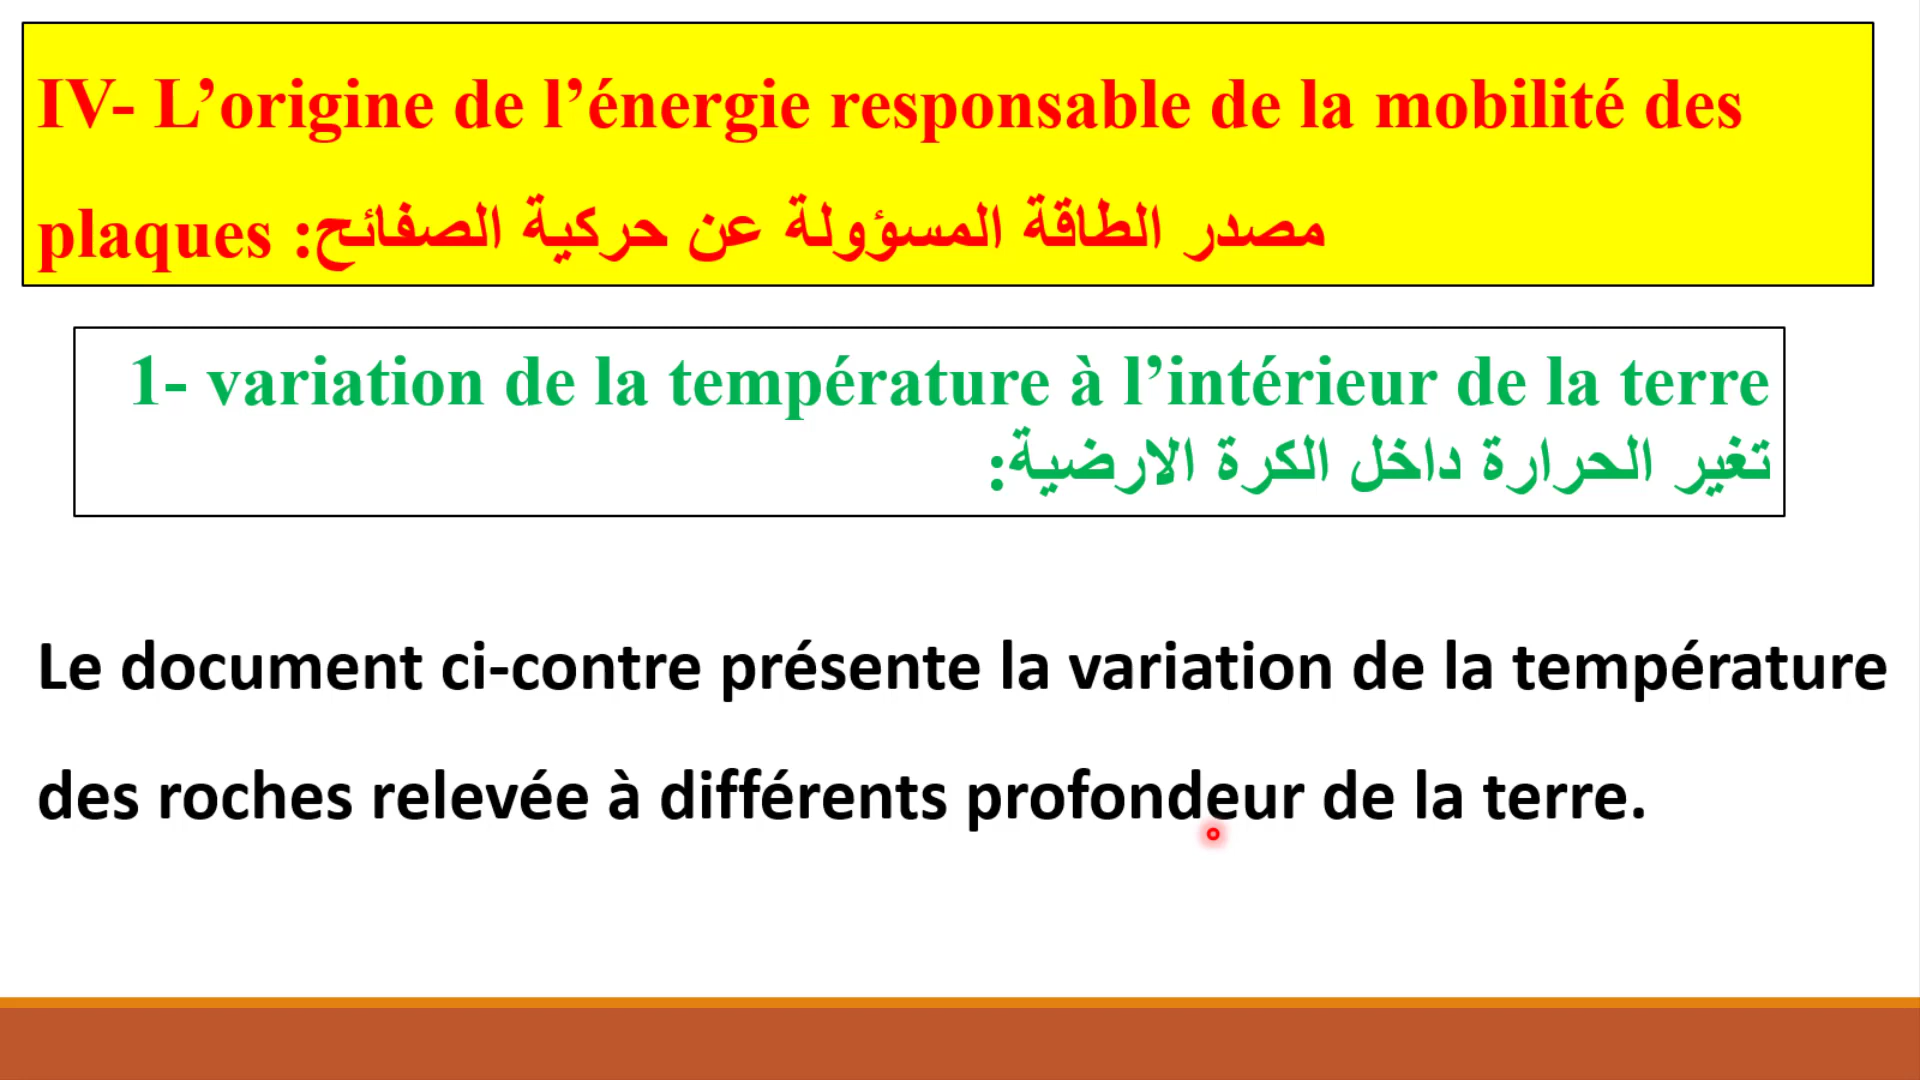 IV- L’origine de l’énergie responsable de la mobilité des
plaques :مصدر الطاقة المسؤولة عن حركية الصفائح
1- variation de la température à l’intérieur de la terre
تغير الحرارة داخل الكرة الارضية:
Le document ci-contre présente la variation de la température
des roches relevée à différents profondeur de la terre.